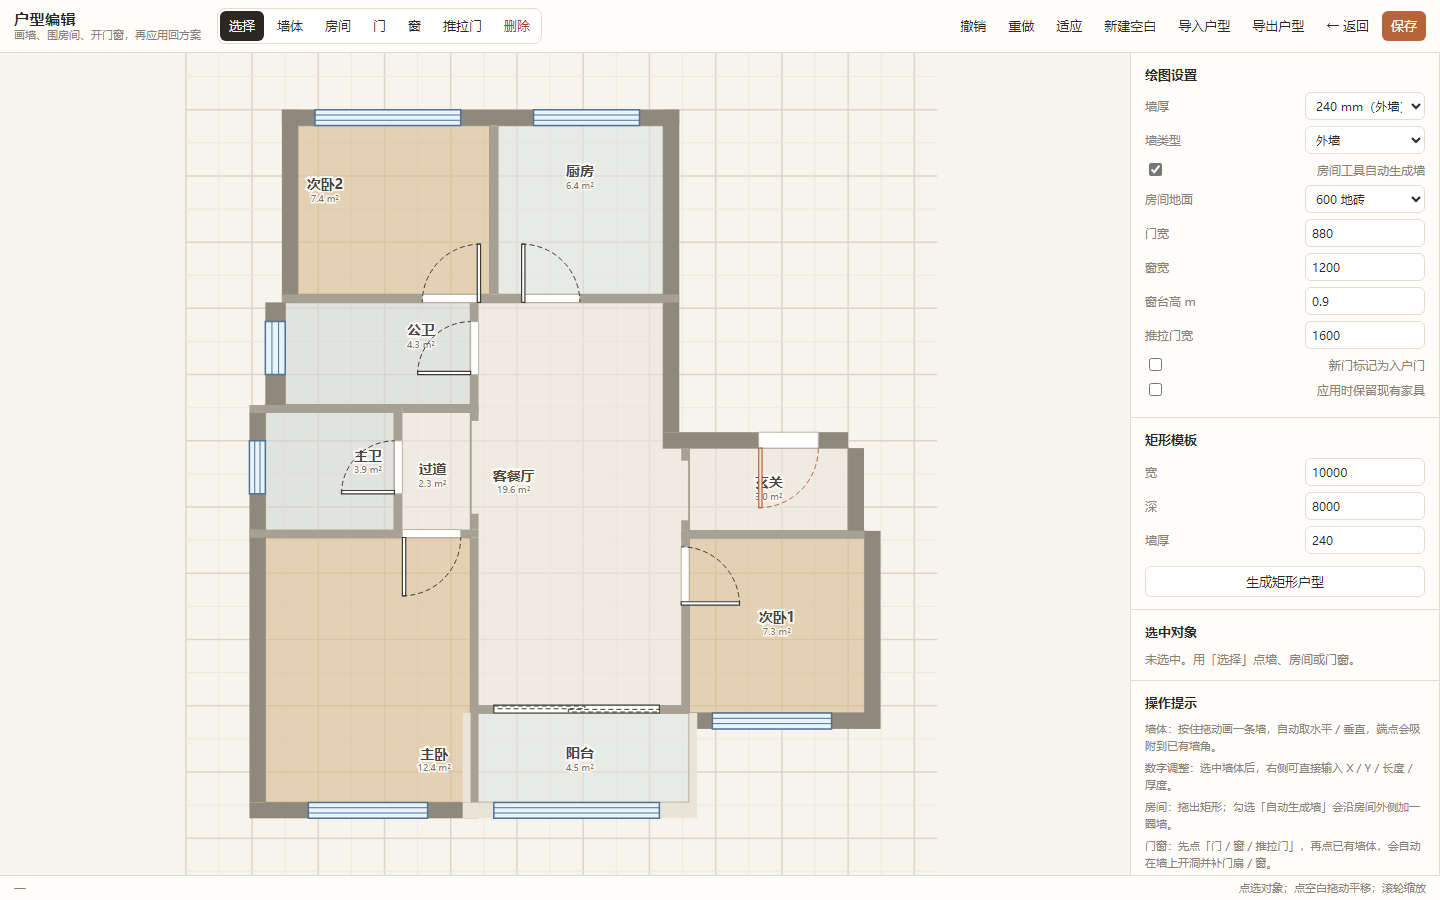 户型编辑
画墙、围房间、开门窗，再应用回方案
选择
墙体
房间
门
窗
推拉门
删除
撤销
重做
适应
新建空白
导入户型
导出户型
← 返回
保存
次卧2
7.4 m²
厨房
6.4 m²
公卫
4.3 m²
主卫
3.9 m²
过道
2.3 m²
客餐厅
19.6 m²
玄关
3.0 m²
次卧1
7.3 m²
主卧
12.4 m²
阳台
4.5 m²
绘图设置
墙厚
240 mm（外墙）
墙类型
外墙
房间工具自动生成墙
房间地面
600 地砖
门宽
880
窗宽
1200
窗台高 m
0.9
推拉门宽
1600
新门标记为入户门
应用时保留现有家具
矩形模板
宽
10000
深
8000
墙厚
240
生成矩形户型
选中对象
未选中。用「选择」点墙、房间或门窗。
操作提示
墙体：按住拖动画一条墙，自动取水平 / 垂直，端点会吸
附到已有墙角。
数字调整：选中墙体后，右侧可直接输入 X / Y / 长度 /
厚度。
房间：拖出矩形；勾选「自动生成墙」会沿房间外侧加一
圈墙。
门窗：先点「门 / 窗 / 推拉门」，再点已有墙体，会自动
在墙上开洞并补门扇 / 窗。
—
点选对象；点空白拖动平移；滚轮缩放